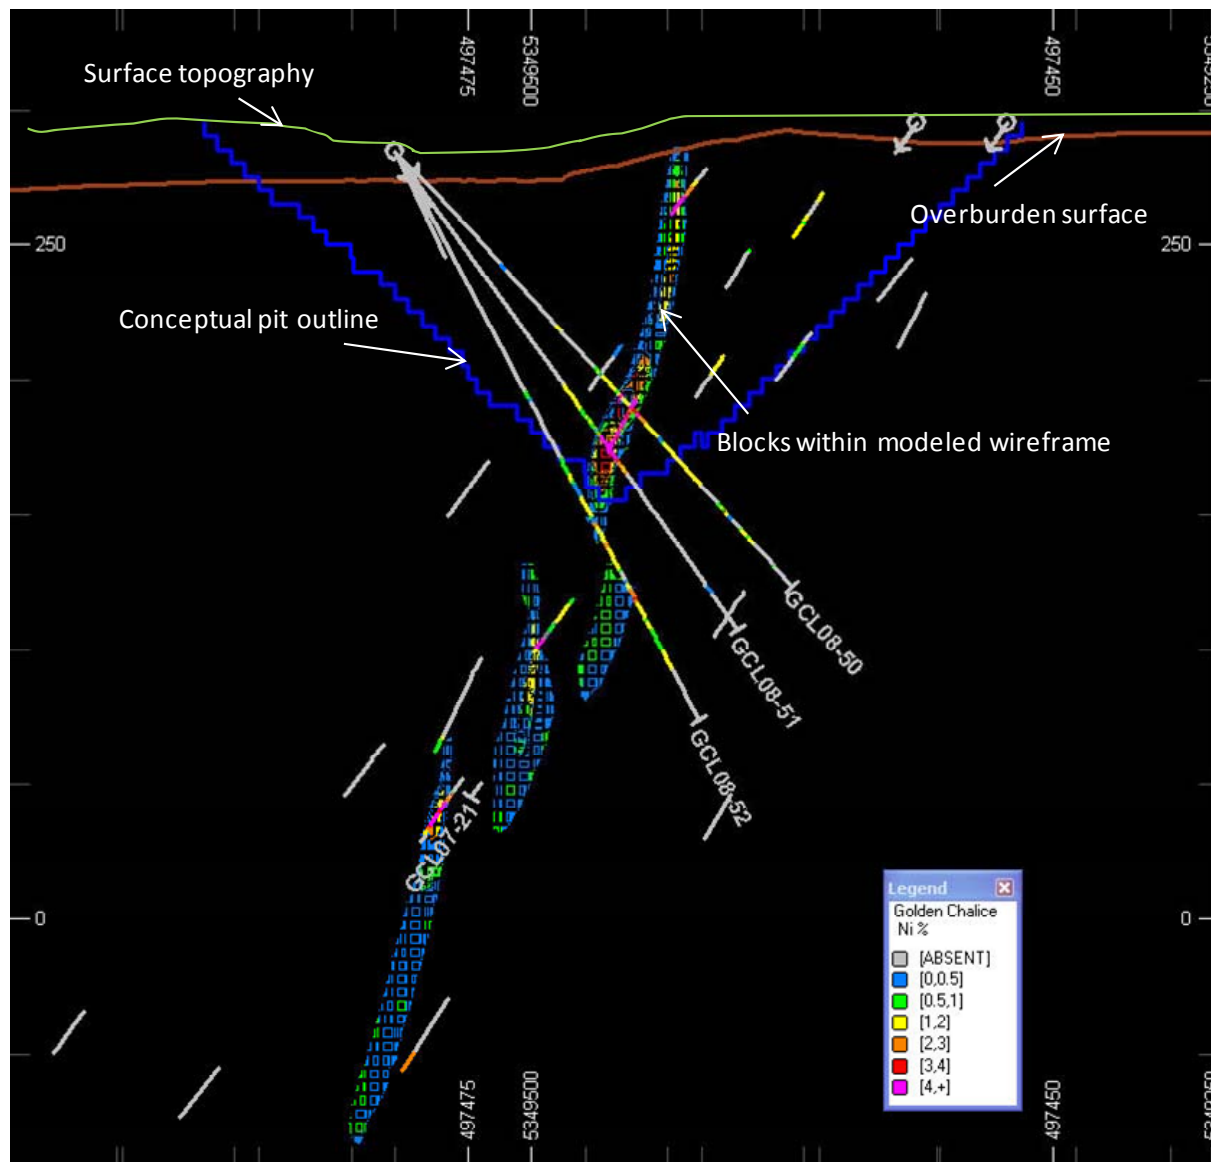 497475
5349500
497450
5349250
Surface topography
Overburden surface
250
250
Conceptual pit outline
Blocks within modeled wireframe
GCL08-50
GCL08-51
GCL08-52
GCL07-21
0
0
Legend
Golden Chalice
Ni %
[ABSENT]
[0,0.5]
[0.5,1]
[1,2]
[2,3]
[3,4]
[4,+]
497475
5349500
497450
5349250